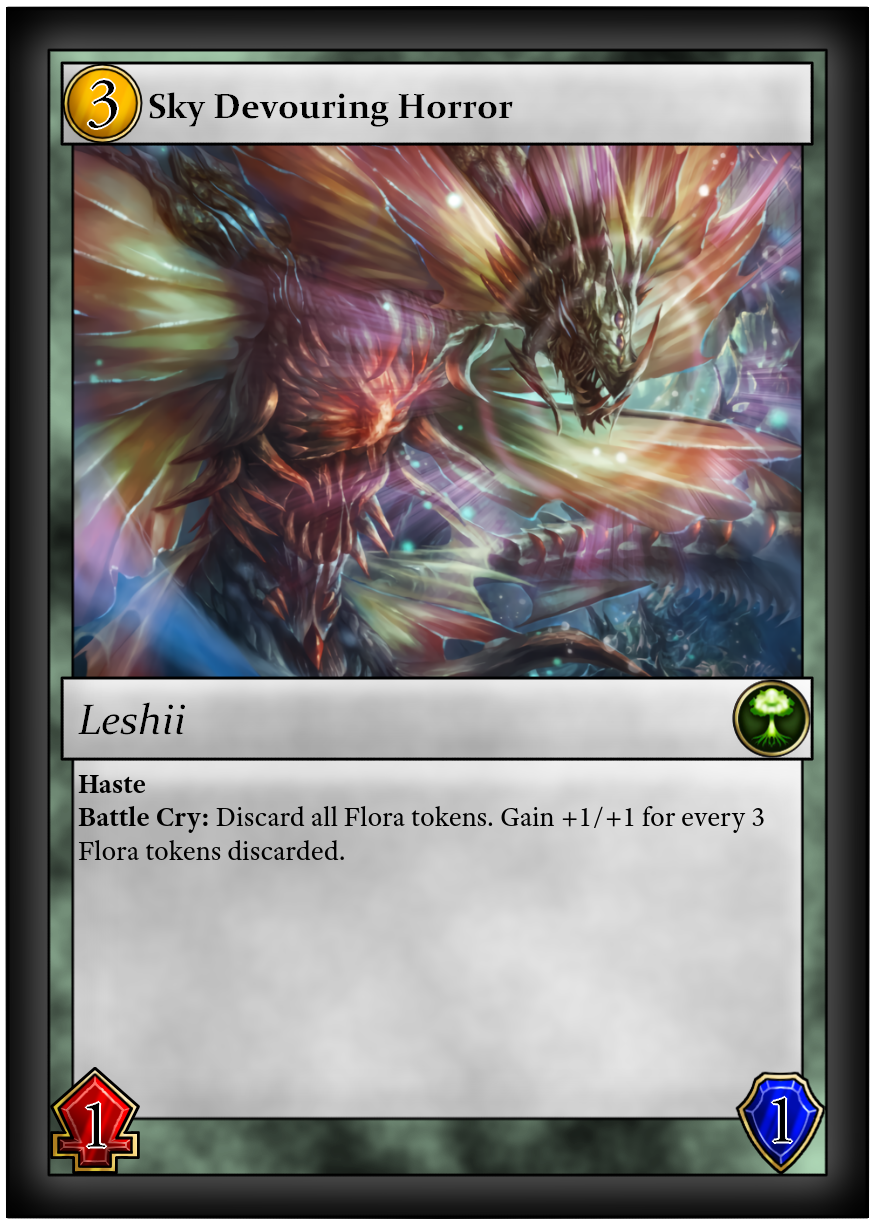 3 Sky Devouring Horror
Leshii
Haste
Battle Cry: Discard all Flora tokens. Gain +1/+1 for every 3
Flora tokens discarded.
1 1